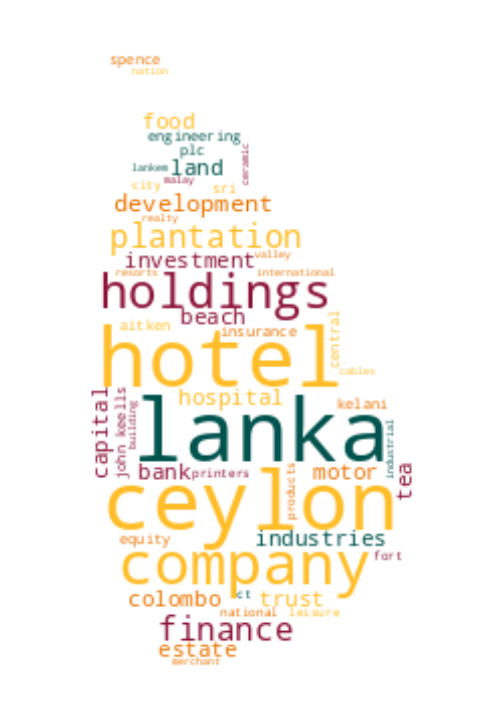 spence
nation
food
engineering
plc
ceramic
lankem land
malay
city sri
development
realty
plantation
investment valley
resorts international
holdings
beach
aitken insurance central
hotel
cables
hospital
capital john keells building kelani
lanka
industrial
bank printers products motor tea
ceylon
equity industries
company fort
colombo ct trust
national leisure
finance
estate
merchant